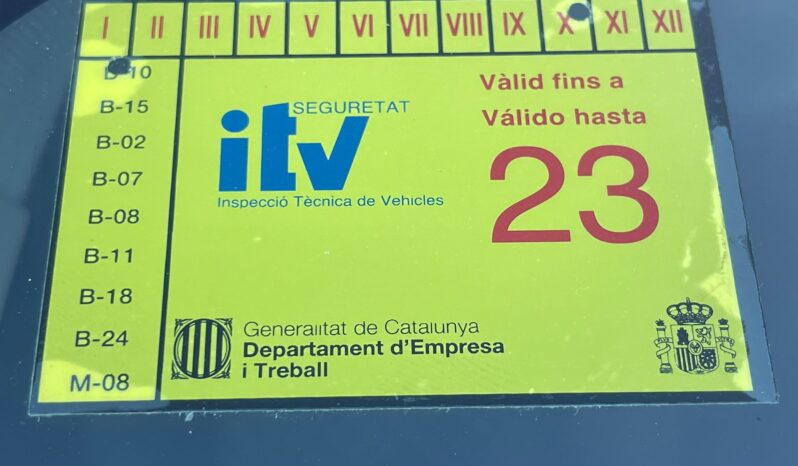 I II III IV V VI VII VIII IX X XI XII
B-10
B-15
B-02
B-07
B-08
B-11
B-18
B-24
M-08
SEGURETAT
itv
Inspecció Tècnica de Vehicles
Vàlid fins a
Válido hasta
23
Generalitat de Catalunya
Departament d'Empresa
i Treball